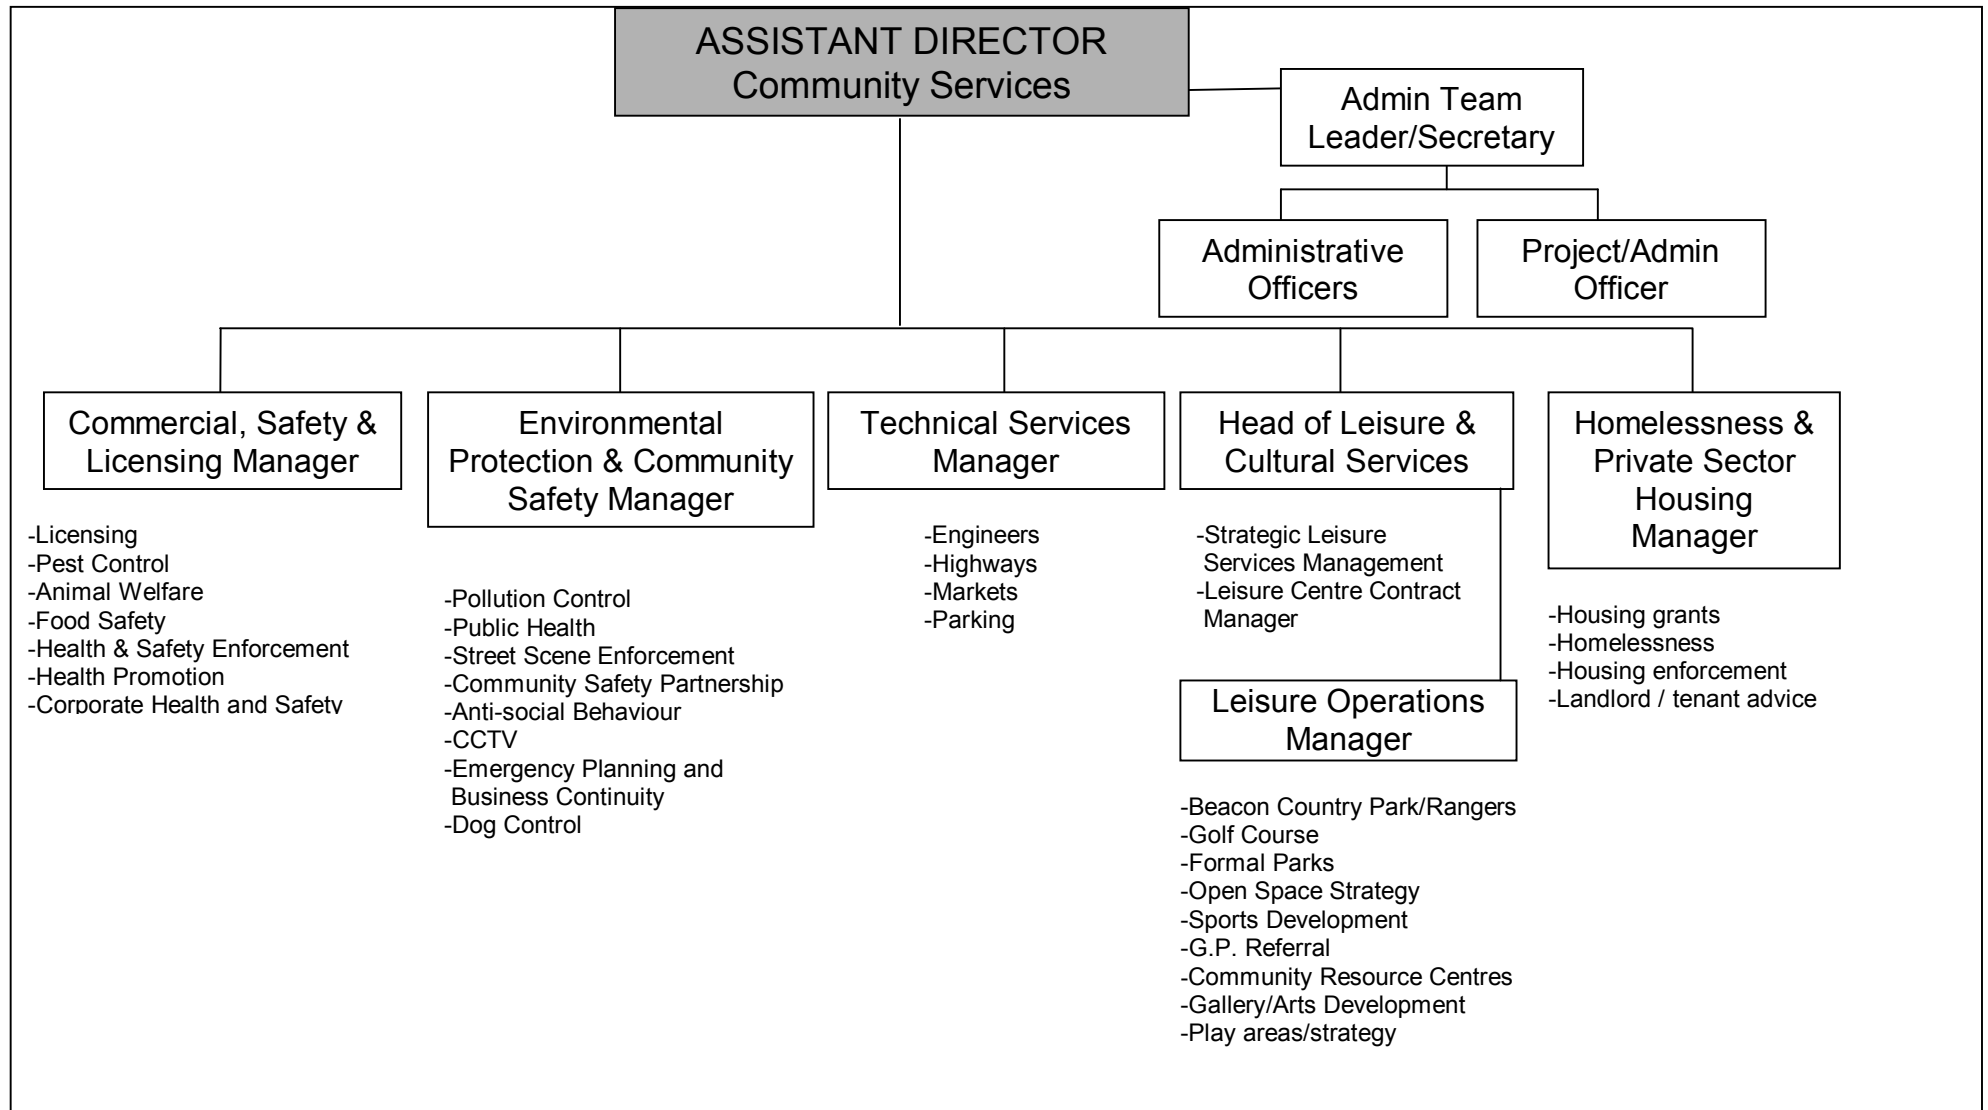 ASSISTANT DIRECTOR
Community Services
Admin Team
Leader/Secretary
Administrative
Officers
Project/Admin
Officer
Commercial, Safety &
Licensing Manager
-Licensing
-Pest Control
-Animal Welfare
-Food Safety
-Health & Safety Enforcement
-Health Promotion
-Corporate Health and Safety
Environmental
Protection & Community
Safety Manager
-Pollution Control
-Public Health
-Street Scene Enforcement
-Community Safety Partnership
-Anti-social Behaviour
-CCTV
-Emergency Planning and
Business Continuity
-Dog Control
Technical Services
Manager
-Engineers
-Highways
-Markets
-Parking
Head of Leisure &
Cultural Services
-Strategic Leisure
Services Management
-Leisure Centre Contract
Manager
Leisure Operations
Manager
-Beacon Country Park/Rangers
-Golf Course
-Formal Parks
-Open Space Strategy
-Sports Development
-G.P. Referral
-Community Resource Centres
-Gallery/Arts Development
-Play areas/strategy
Homelessness &
Private Sector
Housing
Manager
-Housing grants
-Homelessness
-Housing enforcement
-Landlord / tenant advice